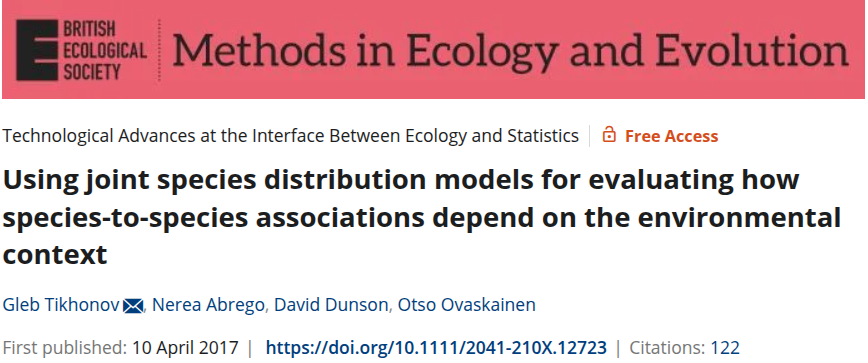 BRITISH
ECOLOGICAL
SOCIETY
Methods in Ecology and Evolution
Technological Advances at the Interface Between Ecology and Statistics | Free Access
Using joint species distribution models for evaluating how
species-to-species associations depend on the environmental
context
Gleb Tikhonov, Nerea Abrego, David Dunson, Otso Ovaskainen
First published: 10 April 2017 | https://doi.org/10.1111/2041-210X.12723 | Citations: 122